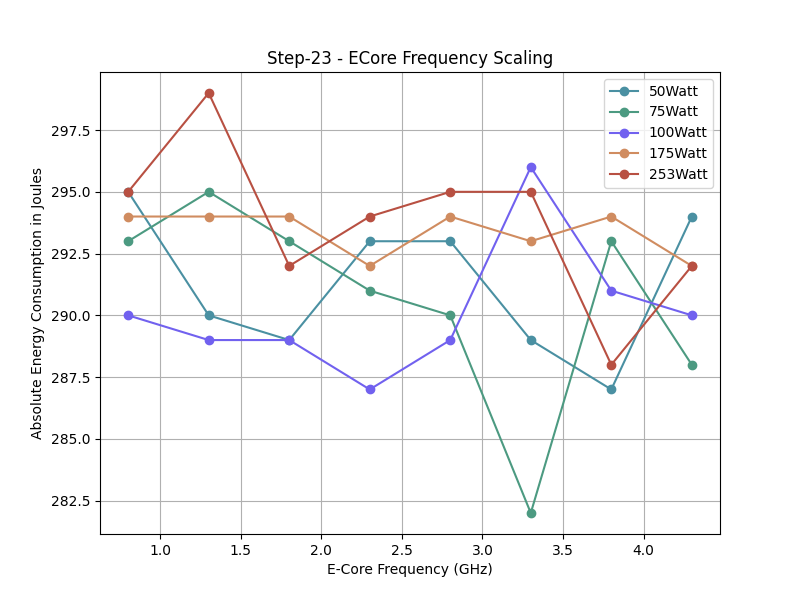 Step-23 - ECore Frequency Scaling
50Watt
75Watt
100Watt
175Watt
253Watt
Absolute Energy Consumption in Joules
297.5
295.0
292.5
290.0
287.5
285.0
282.5
1.0 1.5 2.0 2.5 3.0 3.5 4.0
E-Core Frequency (GHz)